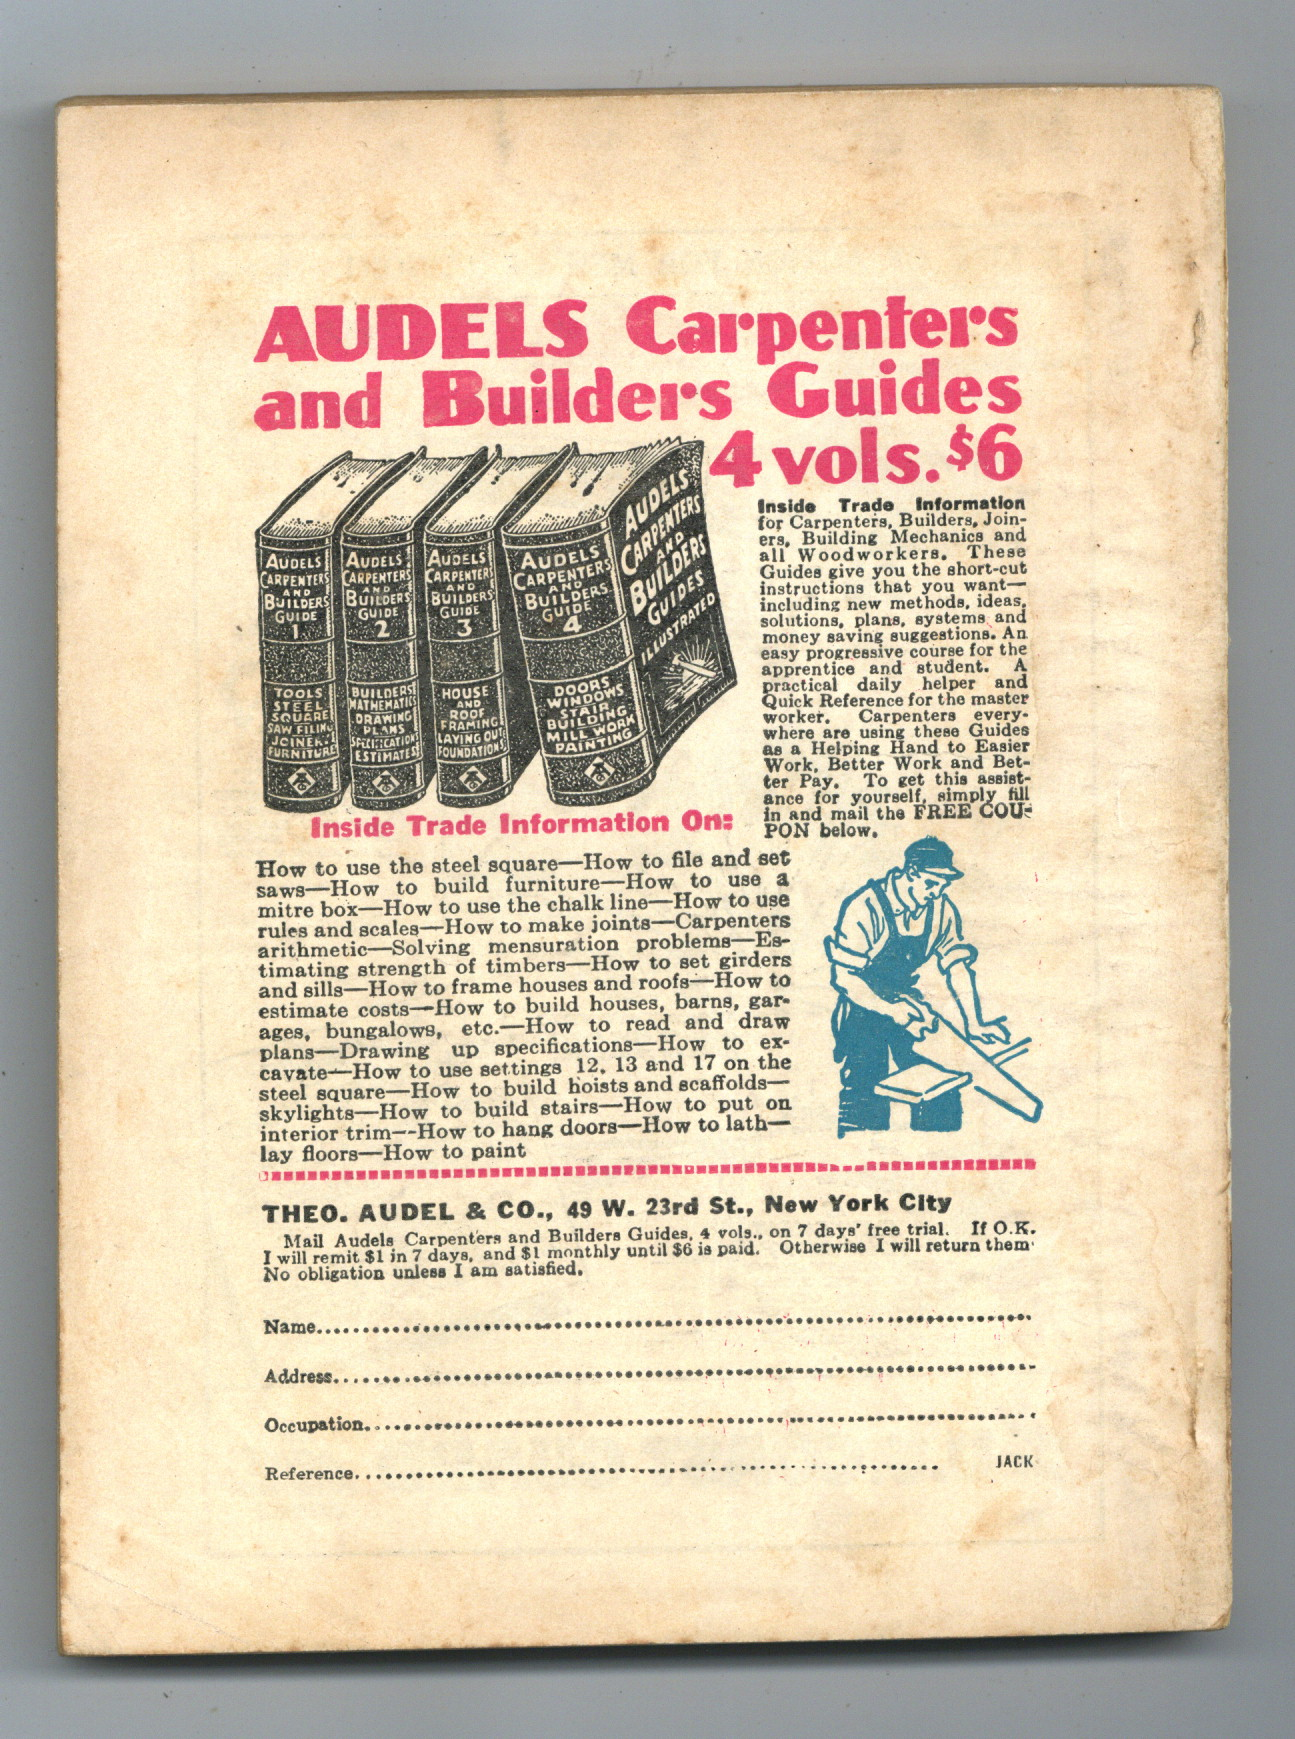 AUDELS Carpenters
and Builders Guides
4 vols. $6
AUDELS
CARPENTERS
AND
BUILDERS
GUIDE
1
TOOLS
STEEL
SQUARE
SAW FILING
JOINERY
FURNITURE
AUDELS
CARPENTERS
AND
BUILDERS
GUIDE
2
BUILDERS
MATHEMATICS
DRAWING
PLANS
SPECIFICATIONS
ESTIMATES
AUDELS
CARPENTERS
AND
BUILDERS
GUIDE
3
HOUSE
AND
ROOF
FRAMING
LAYING OUT
FOUNDATIONS
AUDELS
CARPENTERS
AND
BUILDERS
GUIDE
4
DOORS
WINDOWS
STAIR
BUILDING
MILL WORK
PAINTING
AUDELS
CARPENTERS
AND
BUILDERS
GUIDES
ILLUSTRATED
Inside Trade Information
for Carpenters, Builders, Join-
ers, Building Mechanics and
all Woodworkers. These
Guides give you the short-cut
instructions that you want—
including new methods, ideas,
solutions, plans, systems and
money saving suggestions. An
easy progressive course for the
apprentice and student. A
practical daily helper and
Quick Reference for the master
worker. Carpenters every-
where are using these Guides
as a Helping Hand to Easier
Work, Better Work and Bet-
ter Pay. To get this assist-
ance for yourself, simply fill
in and mail the FREE COU-
PON below.
Inside Trade Information On:
How to use the steel square—How to file and set
saws—How to build furniture—How to use a
mitre box—How to use the chalk line—How to use
rules and scales—How to make joints—Carpenters
arithmetic—Solving mensuration problems—Es-
timating strength of timbers—How to set girders
and sills—How to frame houses and roofs—How to
estimate costs—How to build houses, barns, gar-
ages, bungalows, etc.—How to read and draw
plans—Drawing up specifications—How to ex-
cavate—How to use settings 12, 13 and 17 on the
steel square—How to build hoists and scaffolds—
skylights—How to build stairs—How to put on
interior trim--How to hang doors—How to lath—
lay floors—How to paint
THEO. AUDEL & CO., 49 W. 23rd St., New York City
Mail Audels Carpenters and Builders Guides, 4 vols., on 7 days' free trial. If O.K.
I will remit $1 in 7 days, and $1 monthly until $6 is paid. Otherwise I will return them.
No obligation unless I am satisfied.
Name
Address
Occupation
Reference
JACK